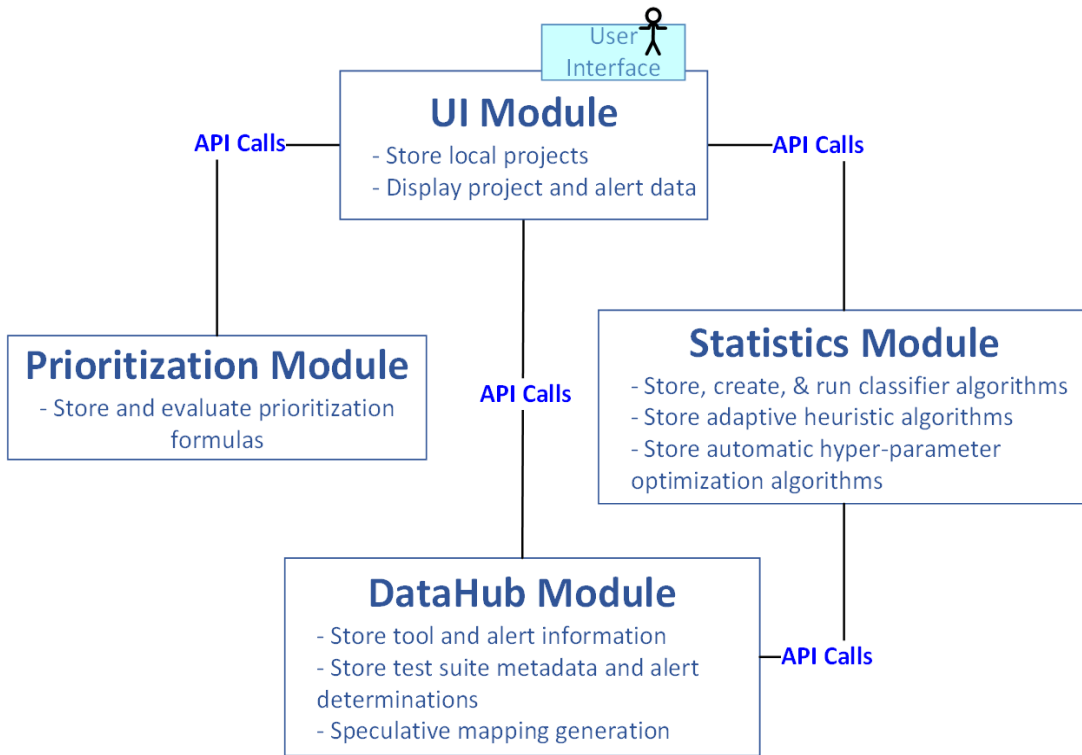 User
Interface
UI Module
- Store local projects
- Display project and alert data
API Calls
API Calls
Prioritization Module
- Store and evaluate prioritization
formulas
API Calls
Statistics Module
- Store, create, & run classifier algorithms
- Store adaptive heuristic algorithms
- Store automatic hyper-parameter
optimization algorithms
DataHub Module
- Store tool and alert information
- Store test suite metadata and alert
determinations
- Speculative mapping generation
API Calls